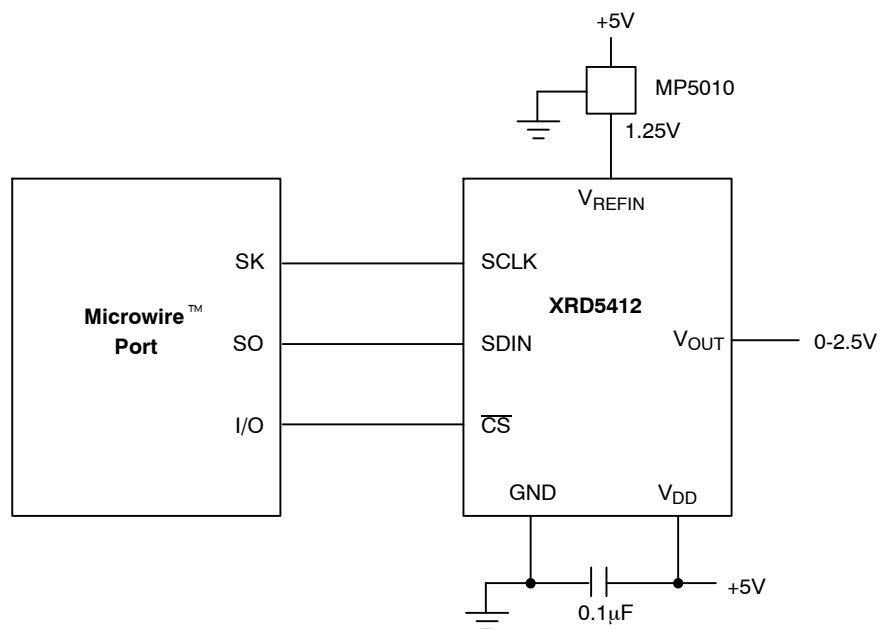 +5V
MP5010
1.25V
VREFIN
SK
SCLK
XRD5412
Microwire™
Port
SO
SDIN
VOUT
0-2.5V
I/O
CS
GND
VDD
+5V
0.1µF